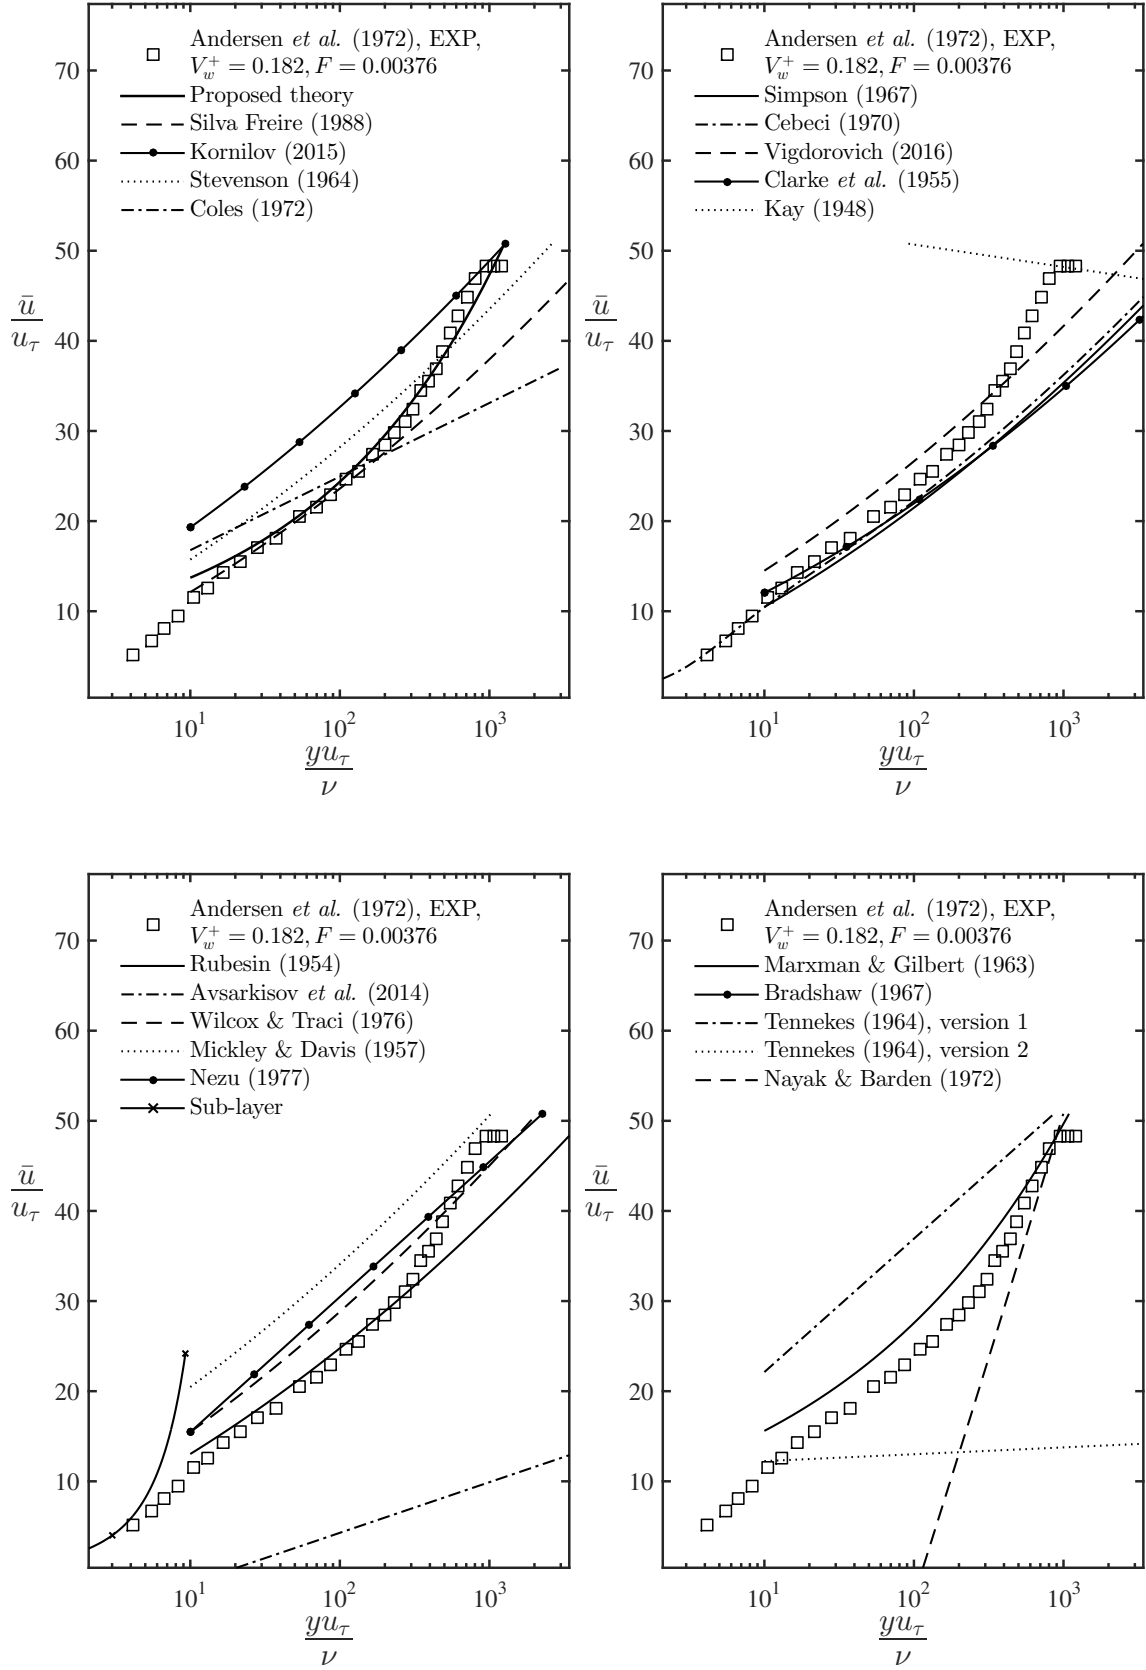 Andersen et al. (1972), EXP,
V_w^+ = 0.182, F = 0.00376
Proposed theory
Silva Freire (1988)
Kornilov (2015)
Stevenson (1964)
Coles (1972)
70
60
50
40
30
20
10
ū/u_τ
10^1 10^2 10^3
yu_τ/ν
Andersen et al. (1972), EXP,
V_w^+ = 0.182, F = 0.00376
Simpson (1967)
Cebeci (1970)
Vigdorovich (2016)
Clarke et al. (1955)
Kay (1948)
70
60
50
40
30
20
10
ū/u_τ
10^1 10^2 10^3
yu_τ/ν
Andersen et al. (1972), EXP,
V_w^+ = 0.182, F = 0.00376
Rubesin (1954)
Avsarkisov et al. (2014)
Wilcox & Traci (1976)
Mickley & Davis (1957)
Nezu (1977)
Sub-layer
70
60
50
40
30
20
10
ū/u_τ
10^1 10^2 10^3
yu_τ/ν
Andersen et al. (1972), EXP,
V_w^+ = 0.182, F = 0.00376
Marxman & Gilbert (1963)
Bradshaw (1967)
Tennekes (1964), version 1
Tennekes (1964), version 2
Nayak & Barden (1972)
70
60
50
40
30
20
10
ū/u_τ
10^1 10^2 10^3
yu_τ/ν